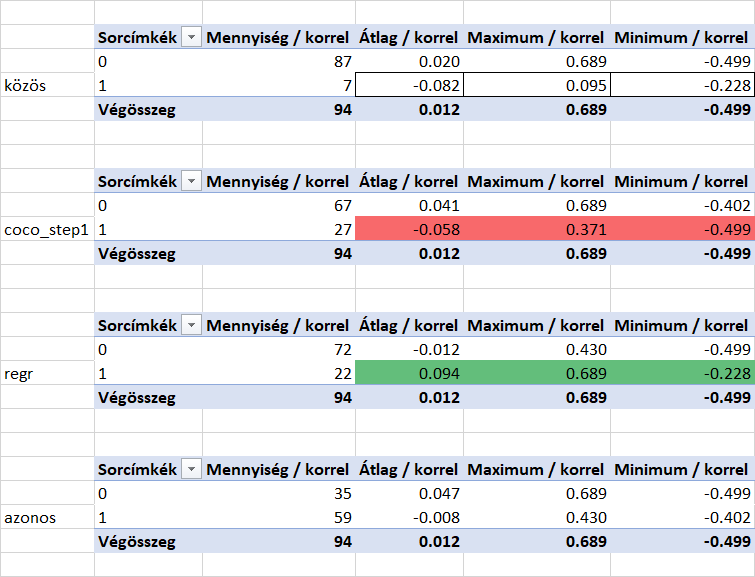 Sorcímkék Mennyiség / korrel Átlag / korrel Maximum / korrel Minimum / korrel
0 87 0.020 0.689 -0.499
közös 1 7 -0.082 0.095 -0.228
Végösszeg 94 0.012 0.689 -0.499
Sorcímkék Mennyiség / korrel Átlag / korrel Maximum / korrel Minimum / korrel
0 67 0.041 0.689 -0.402
coco_step1 1 27 -0.058 0.371 -0.499
Végösszeg 94 0.012 0.689 -0.499
Sorcímkék Mennyiség / korrel Átlag / korrel Maximum / korrel Minimum / korrel
0 72 -0.012 0.430 -0.499
regr 1 22 0.094 0.689 -0.228
Végösszeg 94 0.012 0.689 -0.499
Sorcímkék Mennyiség / korrel Átlag / korrel Maximum / korrel Minimum / korrel
0 35 0.047 0.689 -0.499
azonos 1 59 -0.008 0.430 -0.402
Végösszeg 94 0.012 0.689 -0.499